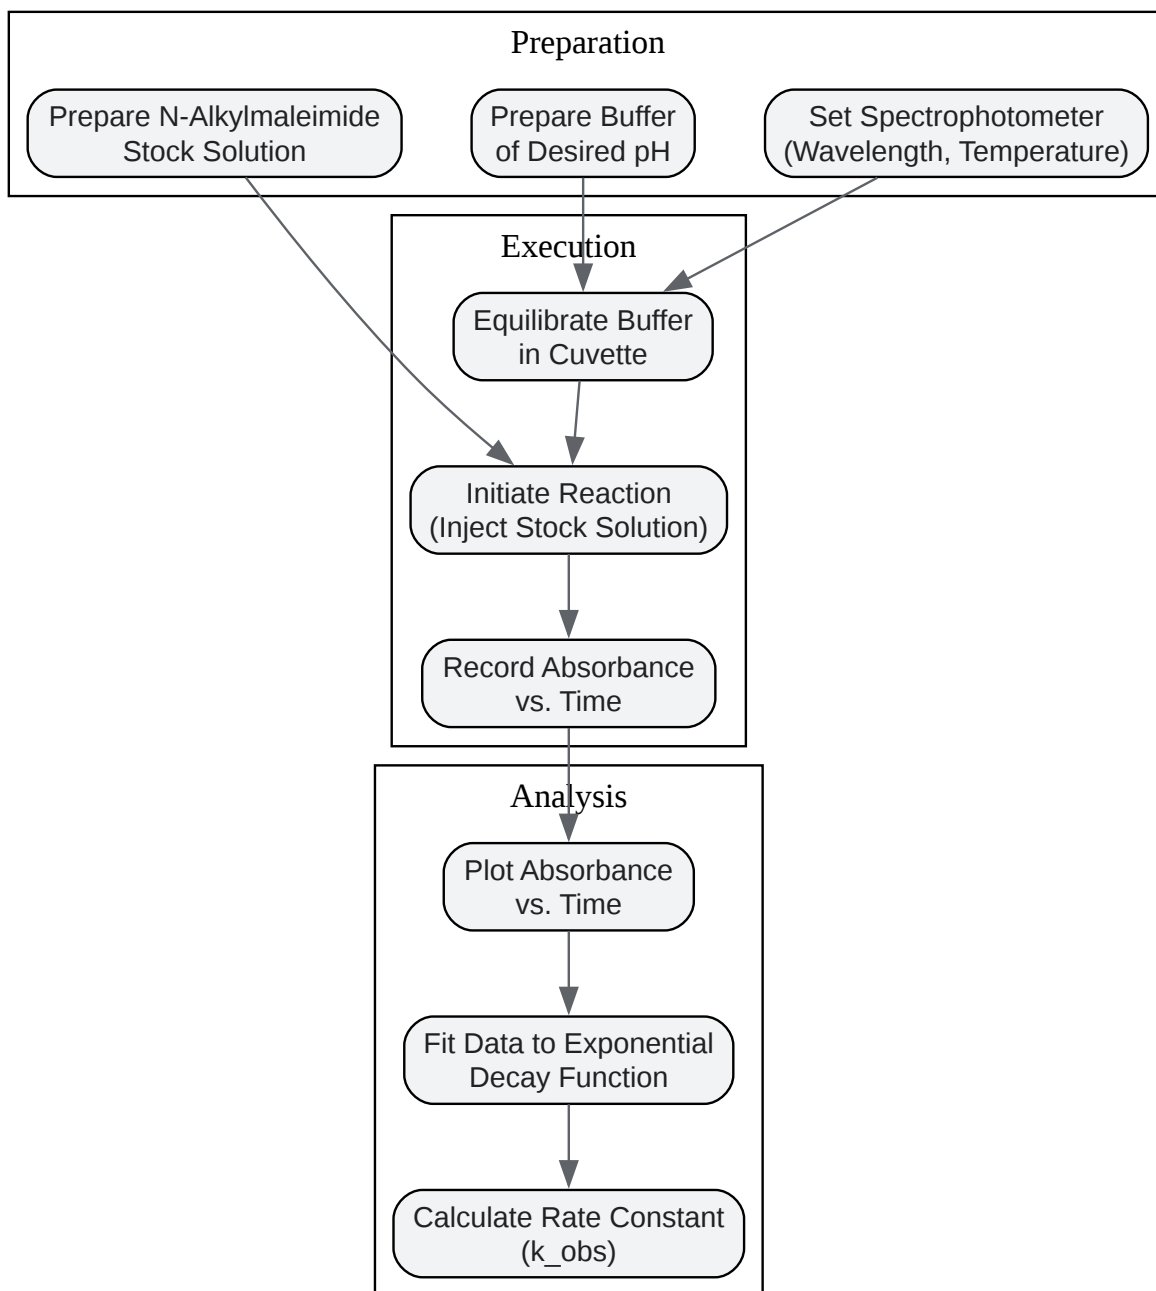 Preparation
Prepare N-Alkylmaleimide
Stock Solution
Prepare Buffer
of Desired pH
Set Spectrophotometer
(Wavelength, Temperature)
Execution
Equilibrate Buffer
in Cuvette
Initiate Reaction
(Inject Stock Solution)
Record Absorbance
vs. Time
Analysis
Plot Absorbance
vs. Time
Fit Data to Exponential
Decay Function
Calculate Rate Constant
(k_obs)